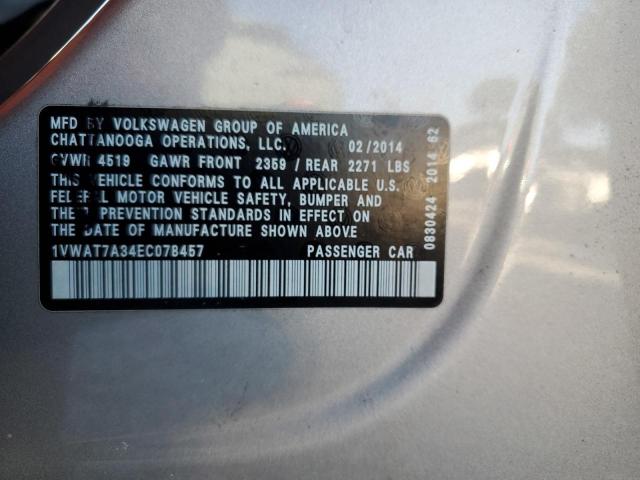 MFD BY VOLKSWAGEN GROUP OF AMERICA
CHATTANOOGA OPERATIONS, LLC. 02/2014
GVWR 4519 GAWR FRONT 2359 / REAR 2271 LBS
THIS VEHICLE CONFORMS TO ALL APPLICABLE U.S.
FEDERAL MOTOR VEHICLE SAFETY, BUMPER AND
THEFT PREVENTION STANDARDS IN EFFECT ON
THE DATE OF MANUFACTURE SHOWN ABOVE
1VWAT7A34EC078457 PASSENGER CAR
0830424 2014 62